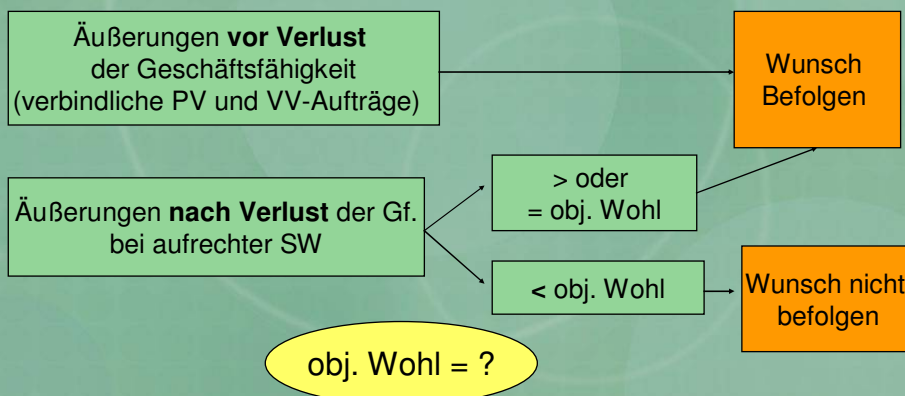 Äußerungen vor Verlust
der Geschäftsfähigkeit
(verbindliche PV und VV-Aufträge)
Wunsch
Befolgen
Äußerungen nach Verlust der Gf.
bei aufrechter SW
> oder
= obj. Wohl
< obj. Wohl
Wunsch nicht
befolgen
obj. Wohl = ?